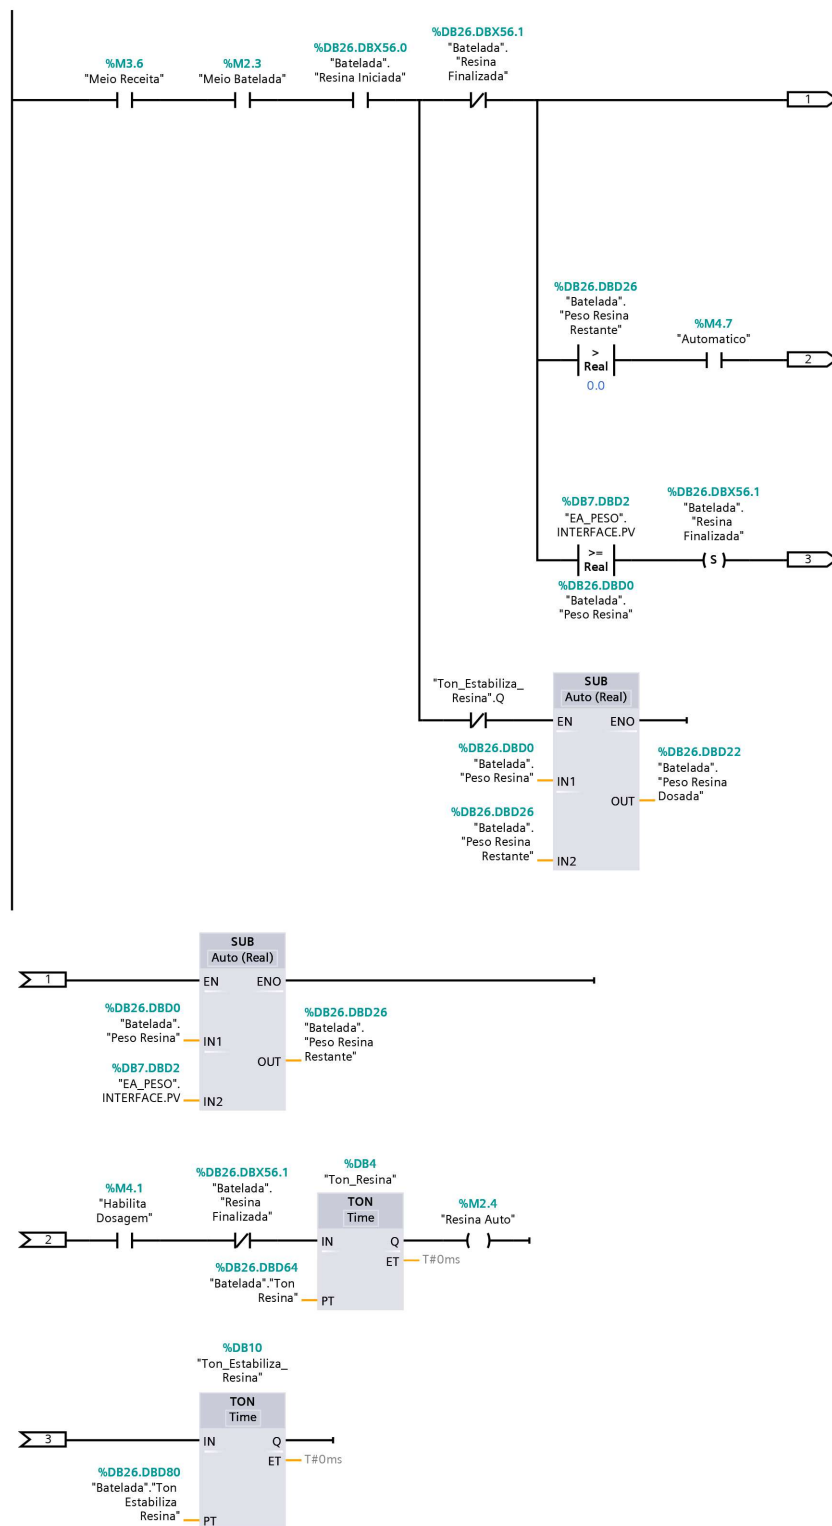 %DB26.DBX56.1
"Batelada".
"Resina
Finalizada"
%DB26.DBX56.0
"Batelada".
"Resina Iniciada"
%M3.6
"Meio Receita"
%M2.3
"Meio Batelada"
1
%DB26.DBD26
"Batelada".
"Peso Resina
Restante"
>
Real
0.0
%M4.7
"Automatico"
2
%DB7.DBD2
"EA_PESO".
INTERFACE.PV
>=
Real
%DB26.DBD0
"Batelada".
"Peso Resina"
%DB26.DBX56.1
"Batelada".
"Resina
Finalizada"
S
3
"Ton_Estabiliza_
Resina".Q
SUB
Auto (Real)
EN ENO
%DB26.DBD0
"Batelada".
"Peso Resina"
IN1
%DB26.DBD26
"Batelada".
"Peso Resina
Restante"
IN2
OUT
%DB26.DBD22
"Batelada".
"Peso Resina
Dosada"
1
SUB
Auto (Real)
EN ENO
%DB26.DBD0
"Batelada".
"Peso Resina"
IN1
%DB7.DBD2
"EA_PESO".
INTERFACE.PV
IN2
OUT
%DB26.DBD26
"Batelada".
"Peso Resina
Restante"
2
%M4.1
"Habilita
Dosagem"
%DB26.DBX56.1
"Batelada".
"Resina
Finalizada"
%DB4
"Ton_Resina"
TON
Time
IN Q
ET T#0ms
%DB26.DBD64
"Batelada"."Ton
Resina"
PT
%M2.4
"Resina Auto"
3
%DB10
"Ton_Estabiliza_
Resina"
TON
Time
IN Q
ET T#0ms
%DB26.DBD80
"Batelada"."Ton
Estabiliza
Resina"
PT